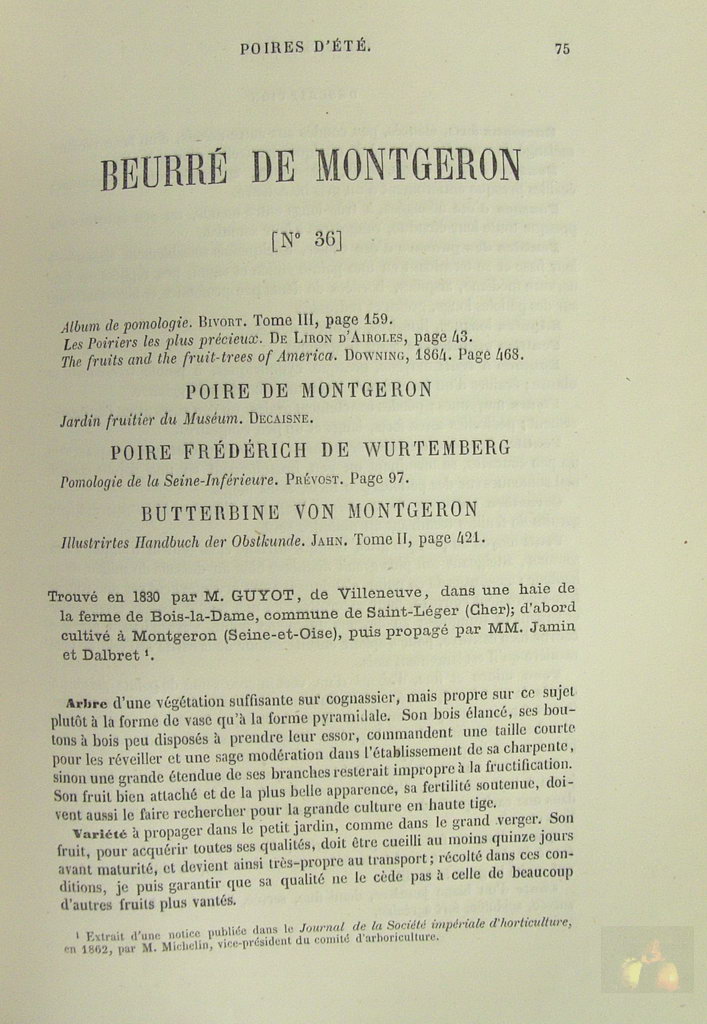 POIRES D'ÉTÉ. 75
BEURRÉ DE MONTGERON
[N° 36]
Album de pomologie. BIVORT. Tome III, page 159.
Les Poiriers les plus précieux. DE LIRON D'AIROLES, page 43.
The fruits and the fruit-trees of America. DOWNING, 1864. Page 468.
POIRE DE MONTGERON
Jardin fruitier du Muséum. DECAISNE.
POIRE FRÉDÉRICH DE WURTEMBERG
Pomologie de la Seine-Inférieure. PRÉVOST. Page 97.
BUTTERBINE VON MONTGERON
Illustrirtes Handbuch der Obstkunde. JAHN. Tome II, page 421.
Trouvé en 1830 par M. GUYOT, de Villeneuve, dans une haie de
la ferme de Bois-la-Dame, commune de Saint-Léger (Cher); d'abord
cultivé à Montgeron (Seine-et-Oise), puis propagé par MM. Jamin
et Dalbret ¹.
Arbre d'une végétation suffisante sur cognassier, mais propre sur ce sujet
plutôt à la forme de vase qu'à la forme pyramidale. Son bois élancé, ses bou-
tons à bois peu disposés à prendre leur essor, commandent une taille courte
pour les réveiller et une sage modération dans l'établissement de sa charpente,
sinon une grande étendue de ses branches resterait impropre à la fructification.
Son fruit bien attaché et de la plus belle apparence, sa fertilité soutenue, doi-
vent aussi le faire rechercher pour la grande culture en haute tige.
Variété à propager dans le petit jardin, comme dans le grand verger. Son
fruit, pour acquérir toutes ses qualités, doit être cueilli au moins quinze jours
avant maturité, et devient ainsi très-propre au transport; récolté dans ces con-
ditions, je puis garantir que sa qualité ne le cède pas à celle de beaucoup
d'autres fruits plus vantés.
¹ Extrait d'une notice publiée dans le Journal de la Société impériale d'horticulture,
en 1862, par M. Michelin, vice-président du comité d'arboriculture.